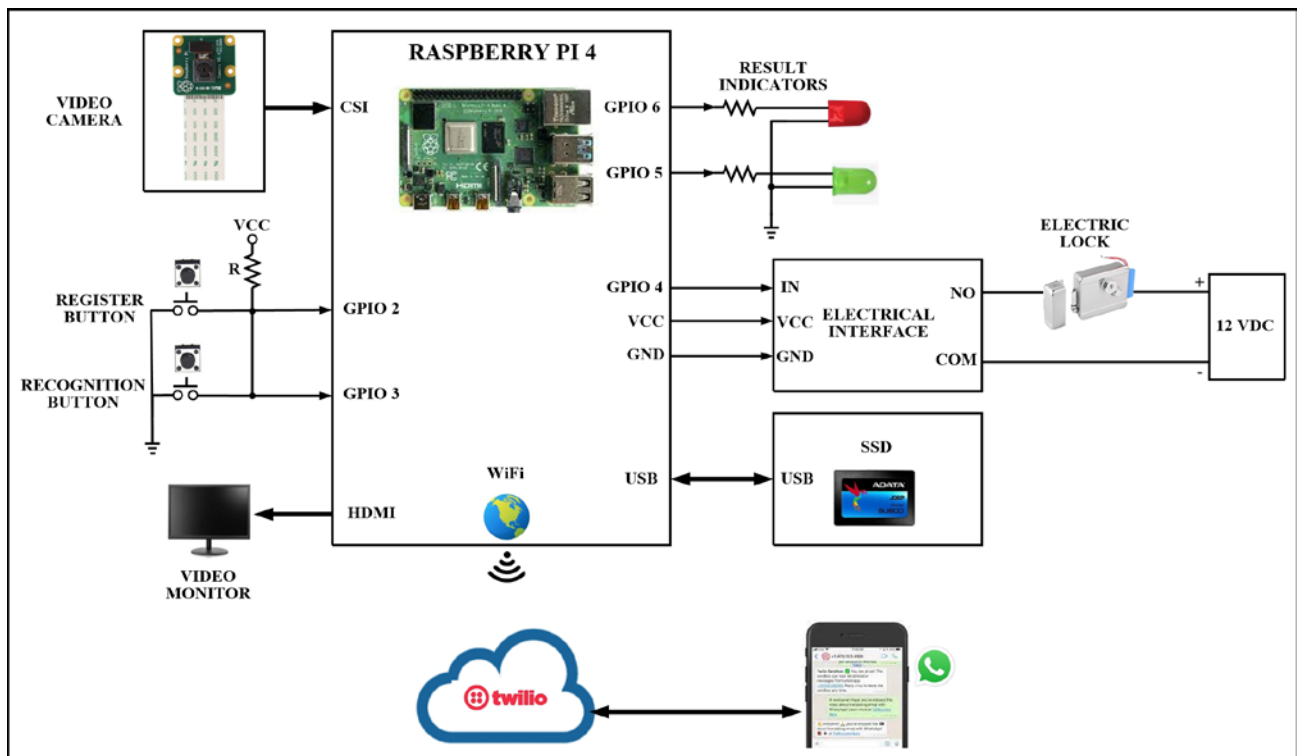 RASPBERRY PI 4
VIDEO
CAMERA
CSI
GPIO 6
RESULT
INDICATORS
GPIO 5
VCC
R
REGISTER
BUTTON
GPIO 2
RECOGNITION
BUTTON
GPIO 3
GPIO 4
VCC
GND
IN
VCC
GND
ELECTRICAL
INTERFACE
NO
COM
ELECTRIC
LOCK
+
12 VDC
-
WiFi
HDMI
VIDEO
MONITOR
USB
USB
SSD
ADATA
twilio